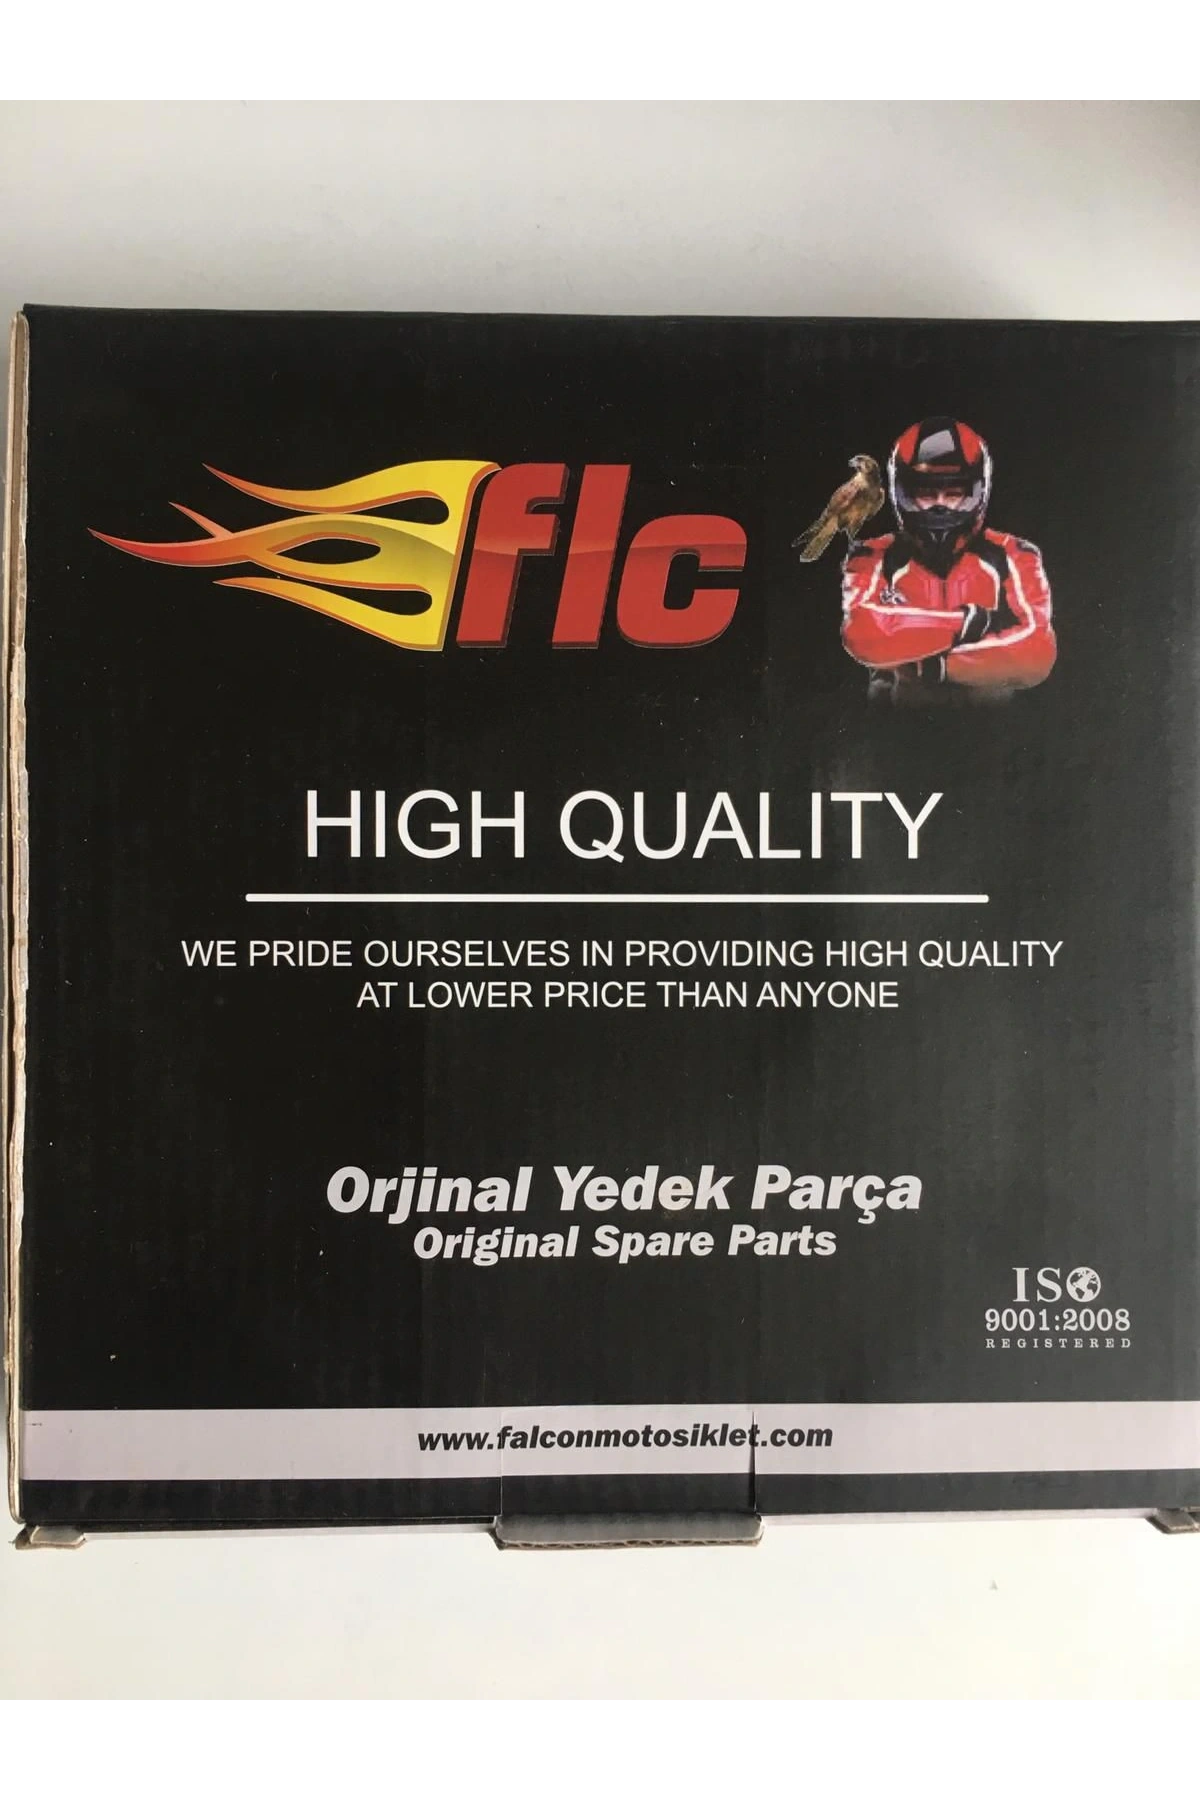 flc
HIGH QUALITY
WE PRIDE OURSELVES IN PROVIDING HIGH QUALITY
AT LOWER PRICE THAN ANYONE
Orjinal Yedek Parça
Original Spare Parts
ISO
9001:2008
REGISTERED
www.falconmotosiklet.com